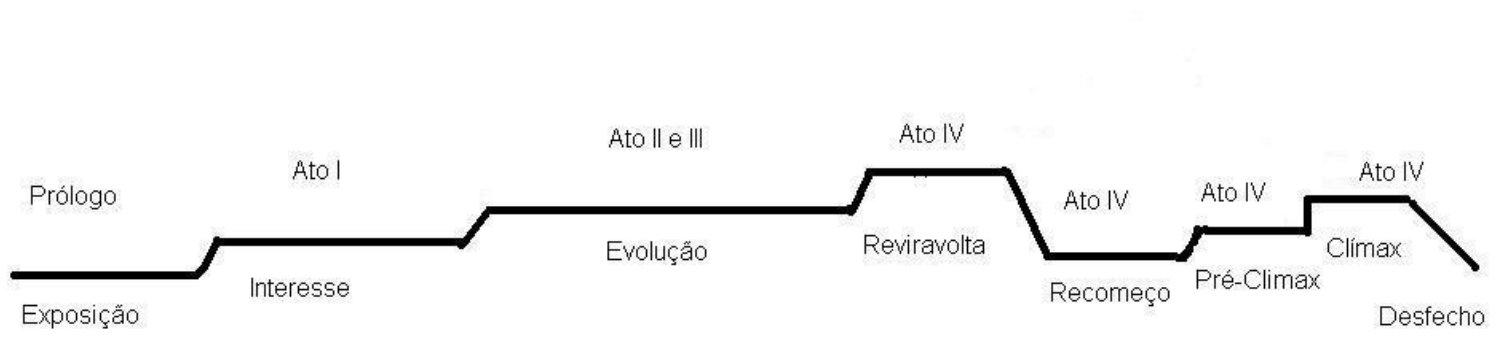 Prólogo
Exposição
Ato I
Interesse
Ato II e III
Evolução
Ato IV
Reviravolta
Ato IV
Recomeço
Ato IV
Pré-Climax
Ato IV
Clímax
Desfecho